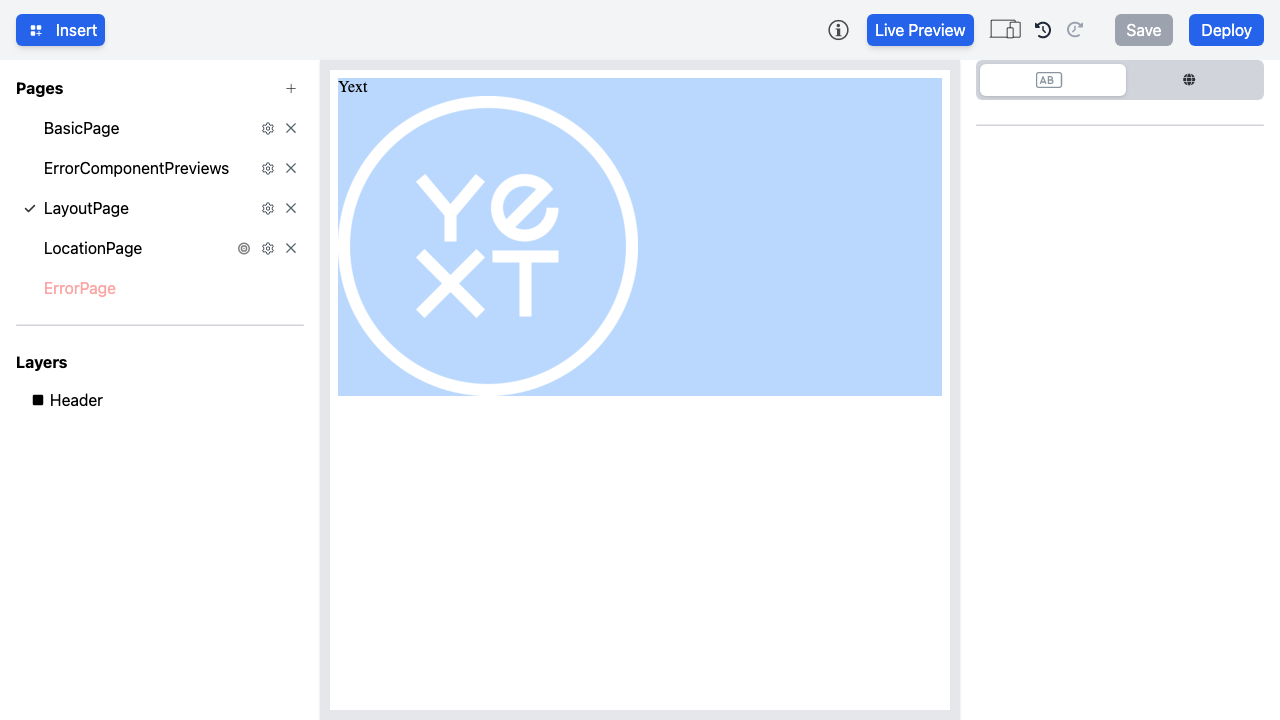 Insert
Live Preview
Save
Deploy
Pages
BasicPage
ErrorComponentPreviews
LayoutPage
LocationPage
ErrorPage
Layers
Header
Yext
Ye
XT
AB